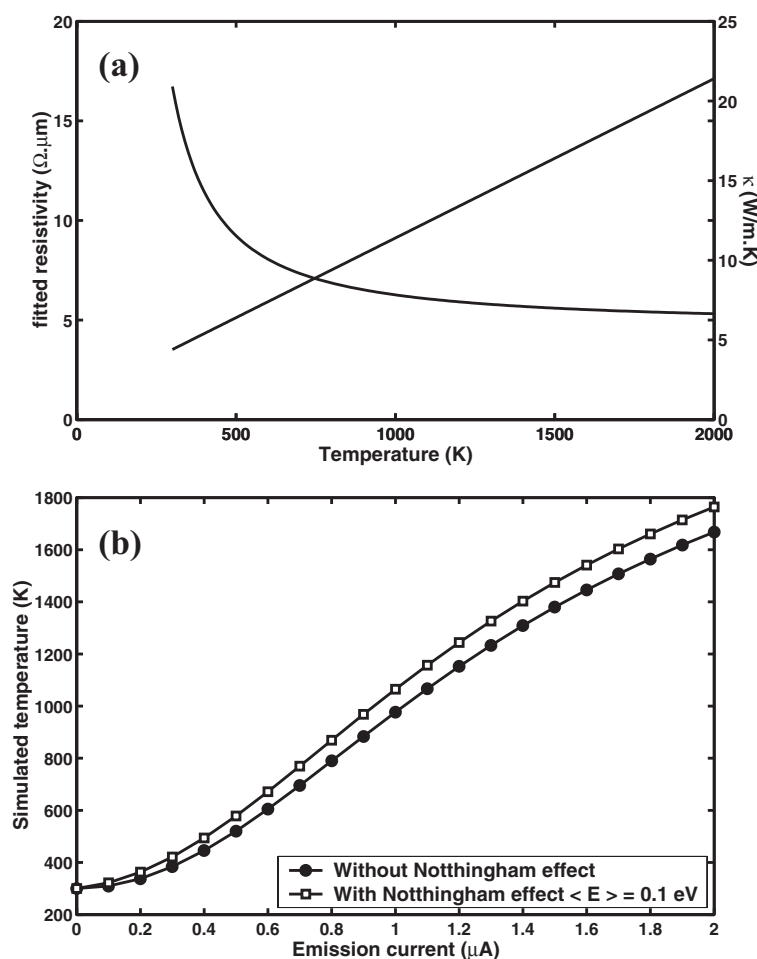 (a)
20
15
10
5
0
fitted resistivity (Ω.μm)
25
20
15
10
5
0
κ (W/m.K)
0 500 1000 1500 2000
Temperature (K)
(b)
1800
1600
1400
1200
1000
800
600
400
200
Simulated temperature (K)
Without Notthingham effect
With Notthingham effect < E > = 0.1 eV
0 0.2 0.4 0.6 0.8 1 1.2 1.4 1.6 1.8 2
Emission current (μA)